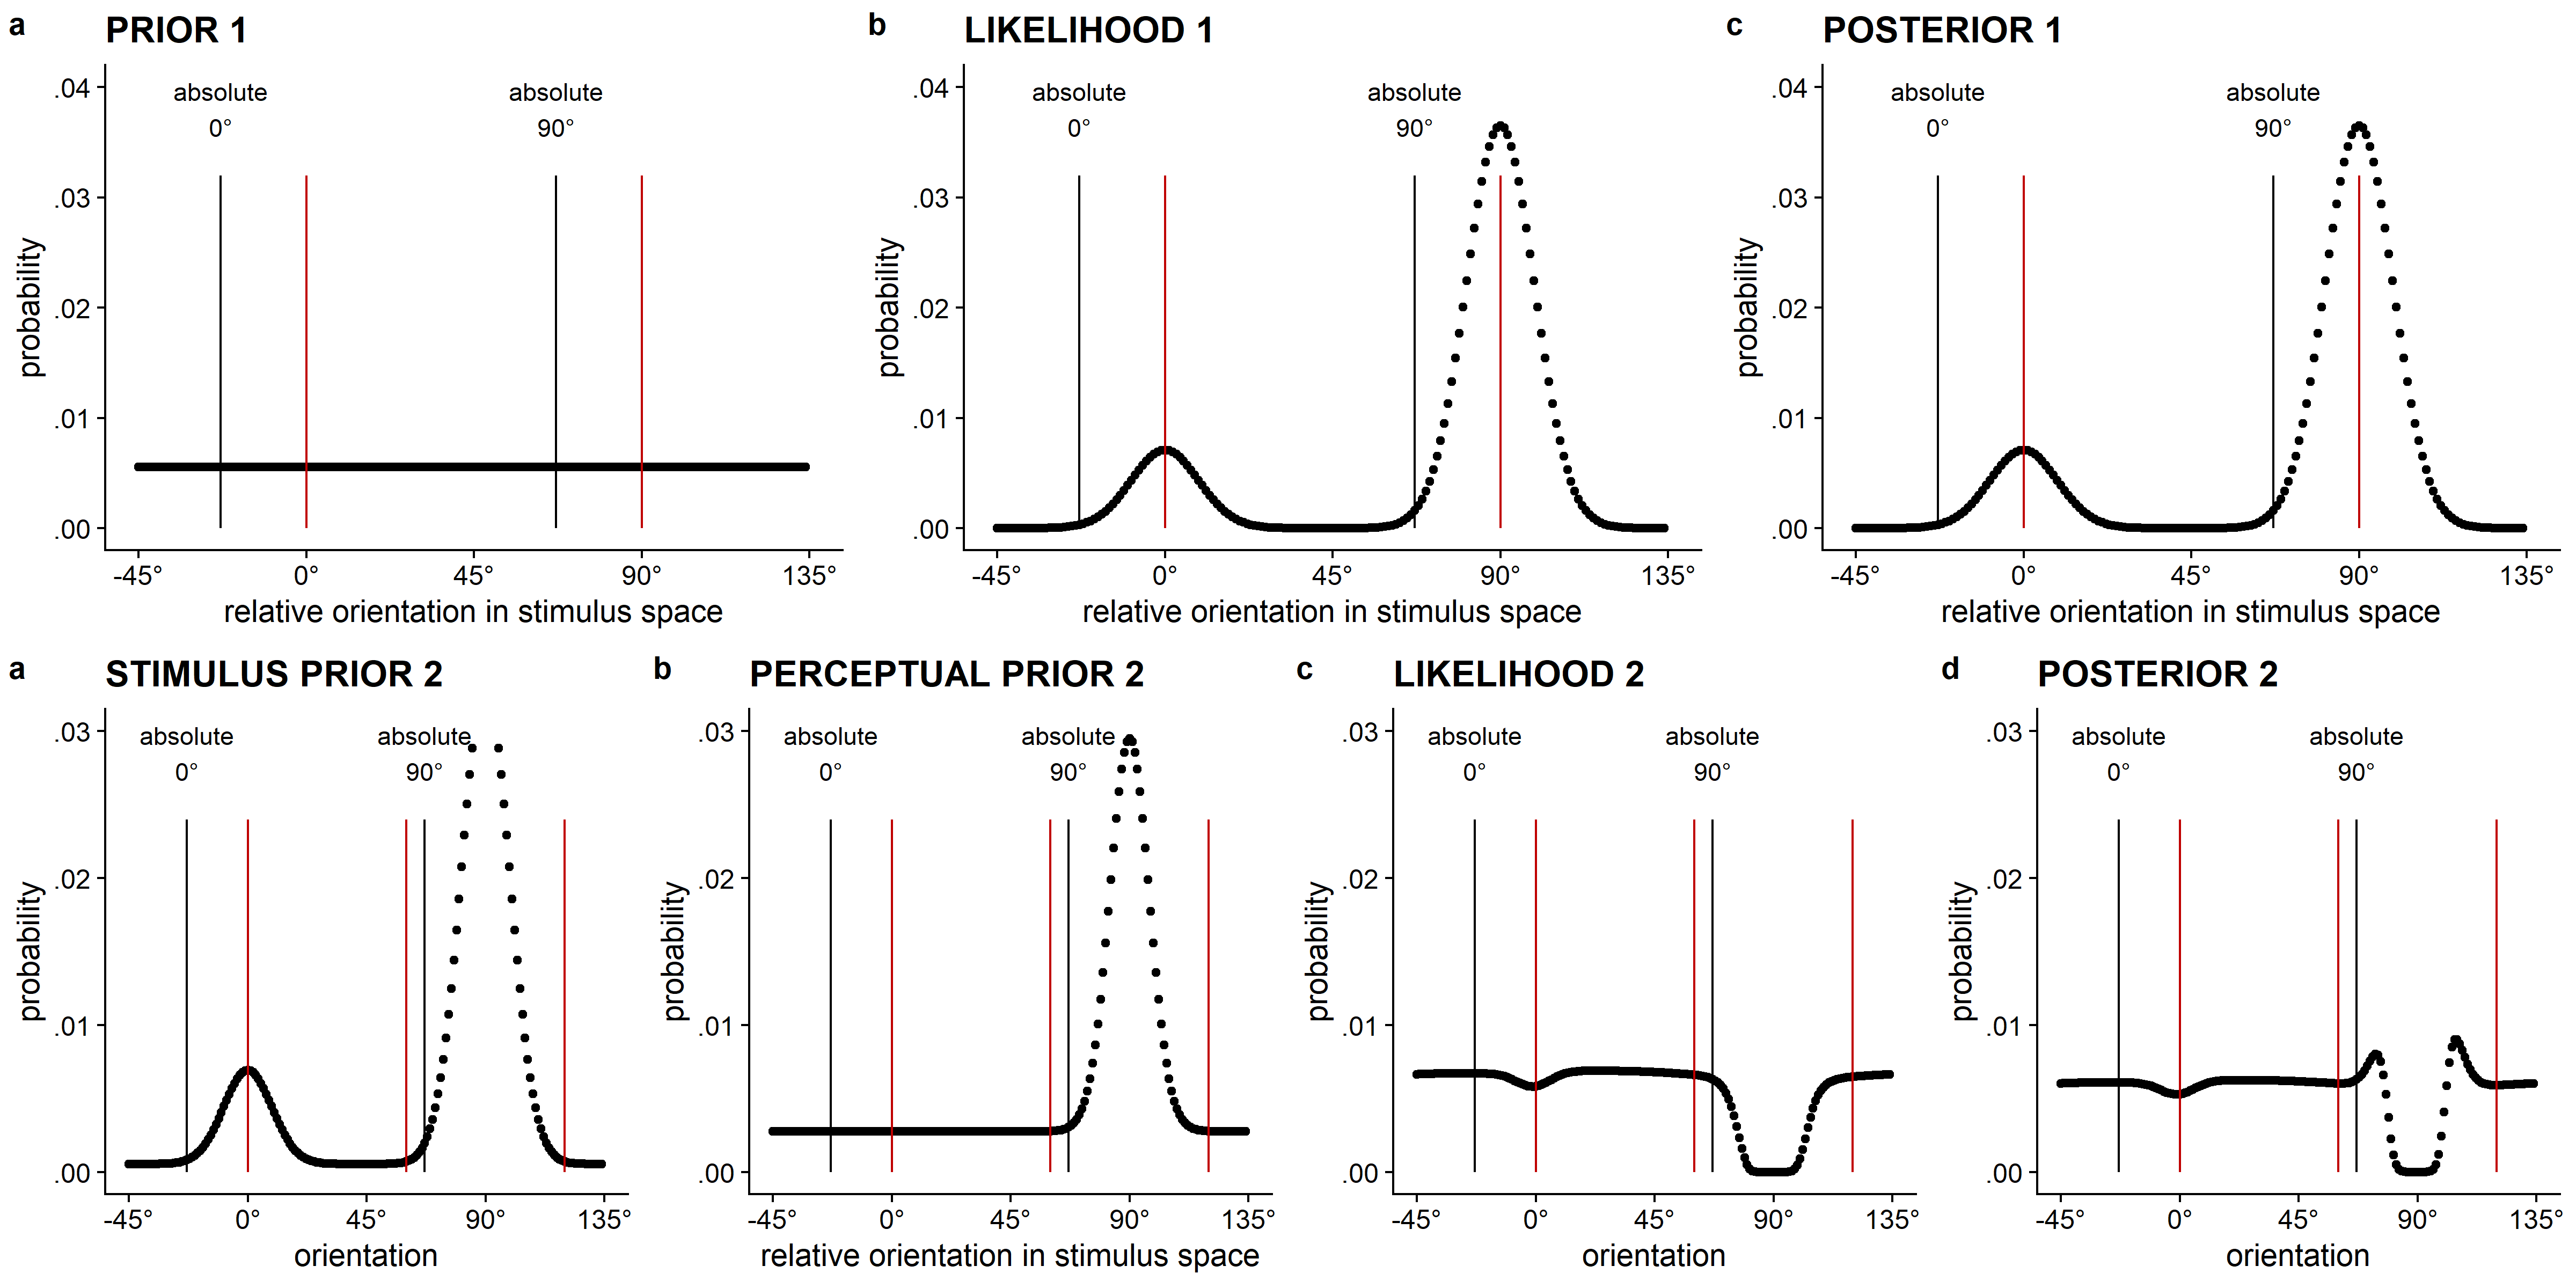 a PRIOR 1
.04
.03
.02
.01
.00
probability
absolute 0°
absolute 90°
-45° 0° 45° 90° 135°
relative orientation in stimulus space
b LIKELIHOOD 1
.04
.03
.02
.01
.00
probability
absolute 0°
absolute 90°
-45° 0° 45° 90° 135°
relative orientation in stimulus space
c POSTERIOR 1
.04
.03
.02
.01
.00
probability
absolute 0°
absolute 90°
-45° 0° 45° 90° 135°
relative orientation in stimulus space
a STIMULUS PRIOR 2
.03
.02
.01
.00
probability
absolute 0°
absolute 90°
-45° 0° 45° 90° 135°
orientation
b PERCEPTUAL PRIOR 2
.03
.02
.01
.00
probability
absolute 0°
absolute 90°
-45° 0° 45° 90° 135°
relative orientation in stimulus space
c LIKELIHOOD 2
.03
.02
.01
.00
probability
absolute 0°
absolute 90°
-45° 0° 45° 90° 135°
orientation
d POSTERIOR 2
.03
.02
.01
.00
probability
absolute 0°
absolute 90°
-45° 0° 45° 90° 135°
orientation